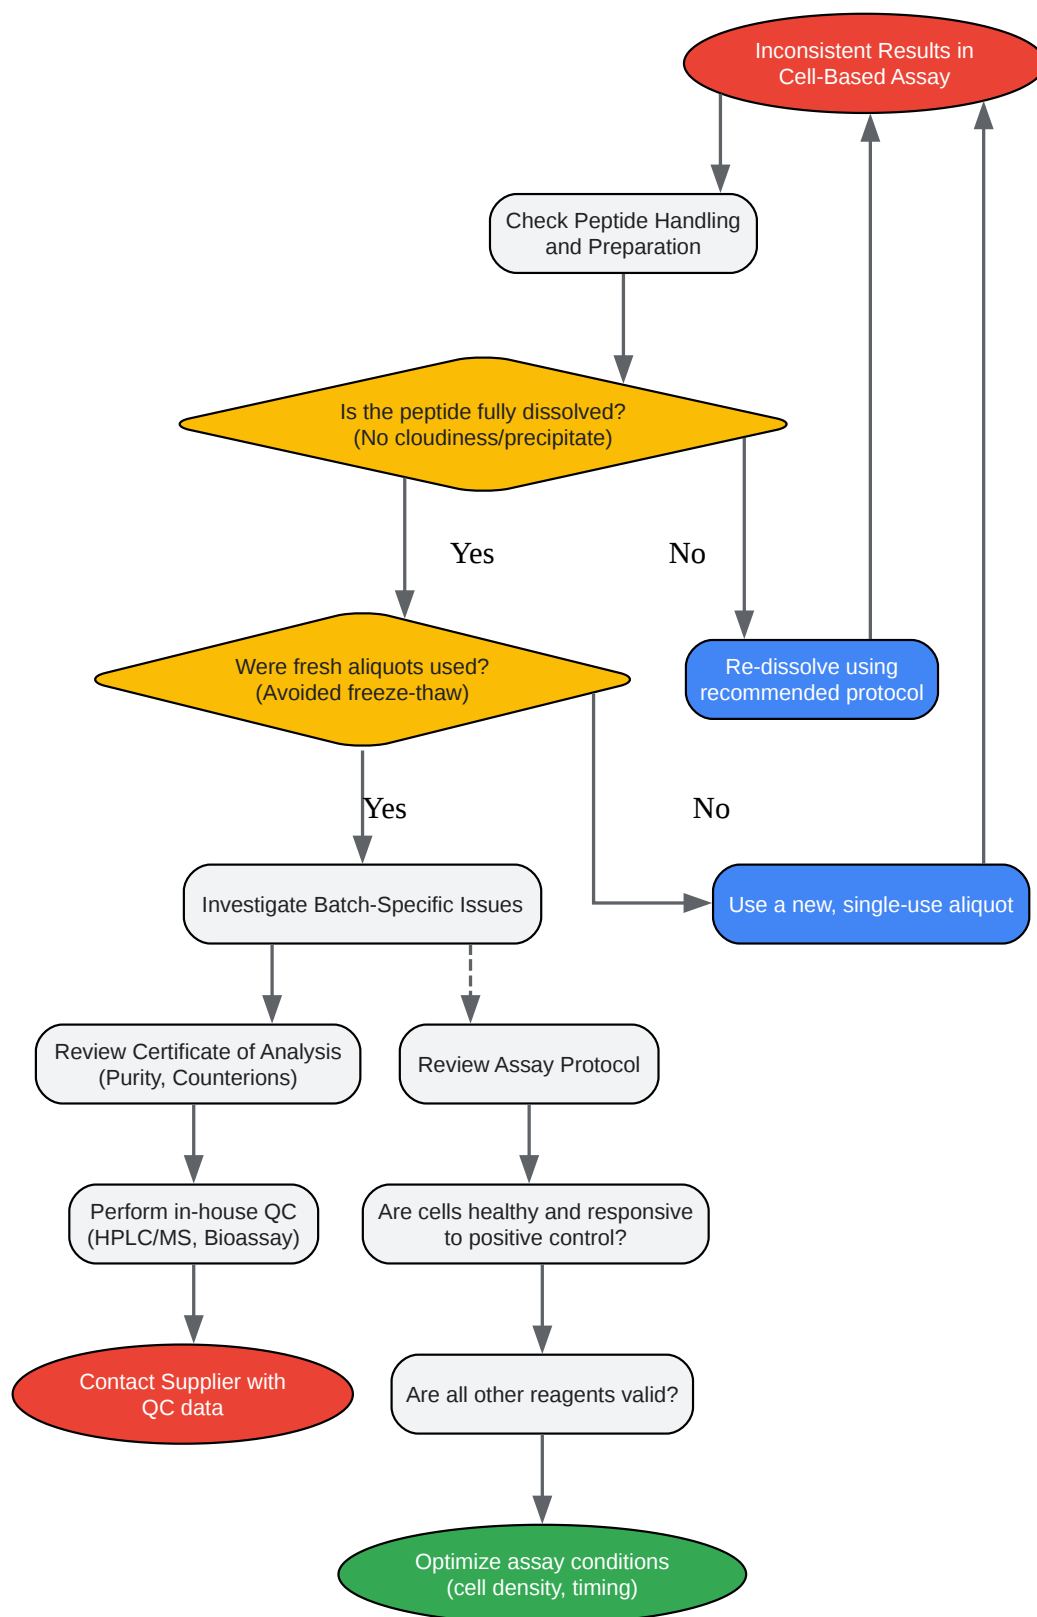 Inconsistent Results in
Cell-Based Assay
Check Peptide Handling
and Preparation
Is the peptide fully dissolved?
(No cloudiness/precipitate)
Yes
No
Were fresh aliquots used?
(Avoided freeze-thaw)
Re-dissolve using
recommended protocol
Yes
No
Investigate Batch-Specific Issues
Use a new, single-use aliquot
Review Certificate of Analysis
(Purity, Counterions)
Review Assay Protocol
Perform in-house QC
(HPLC/MS, Bioassay)
Are cells healthy and responsive
to positive control?
Contact Supplier with
QC data
Are all other reagents valid?
Optimize assay conditions
(cell density, timing)